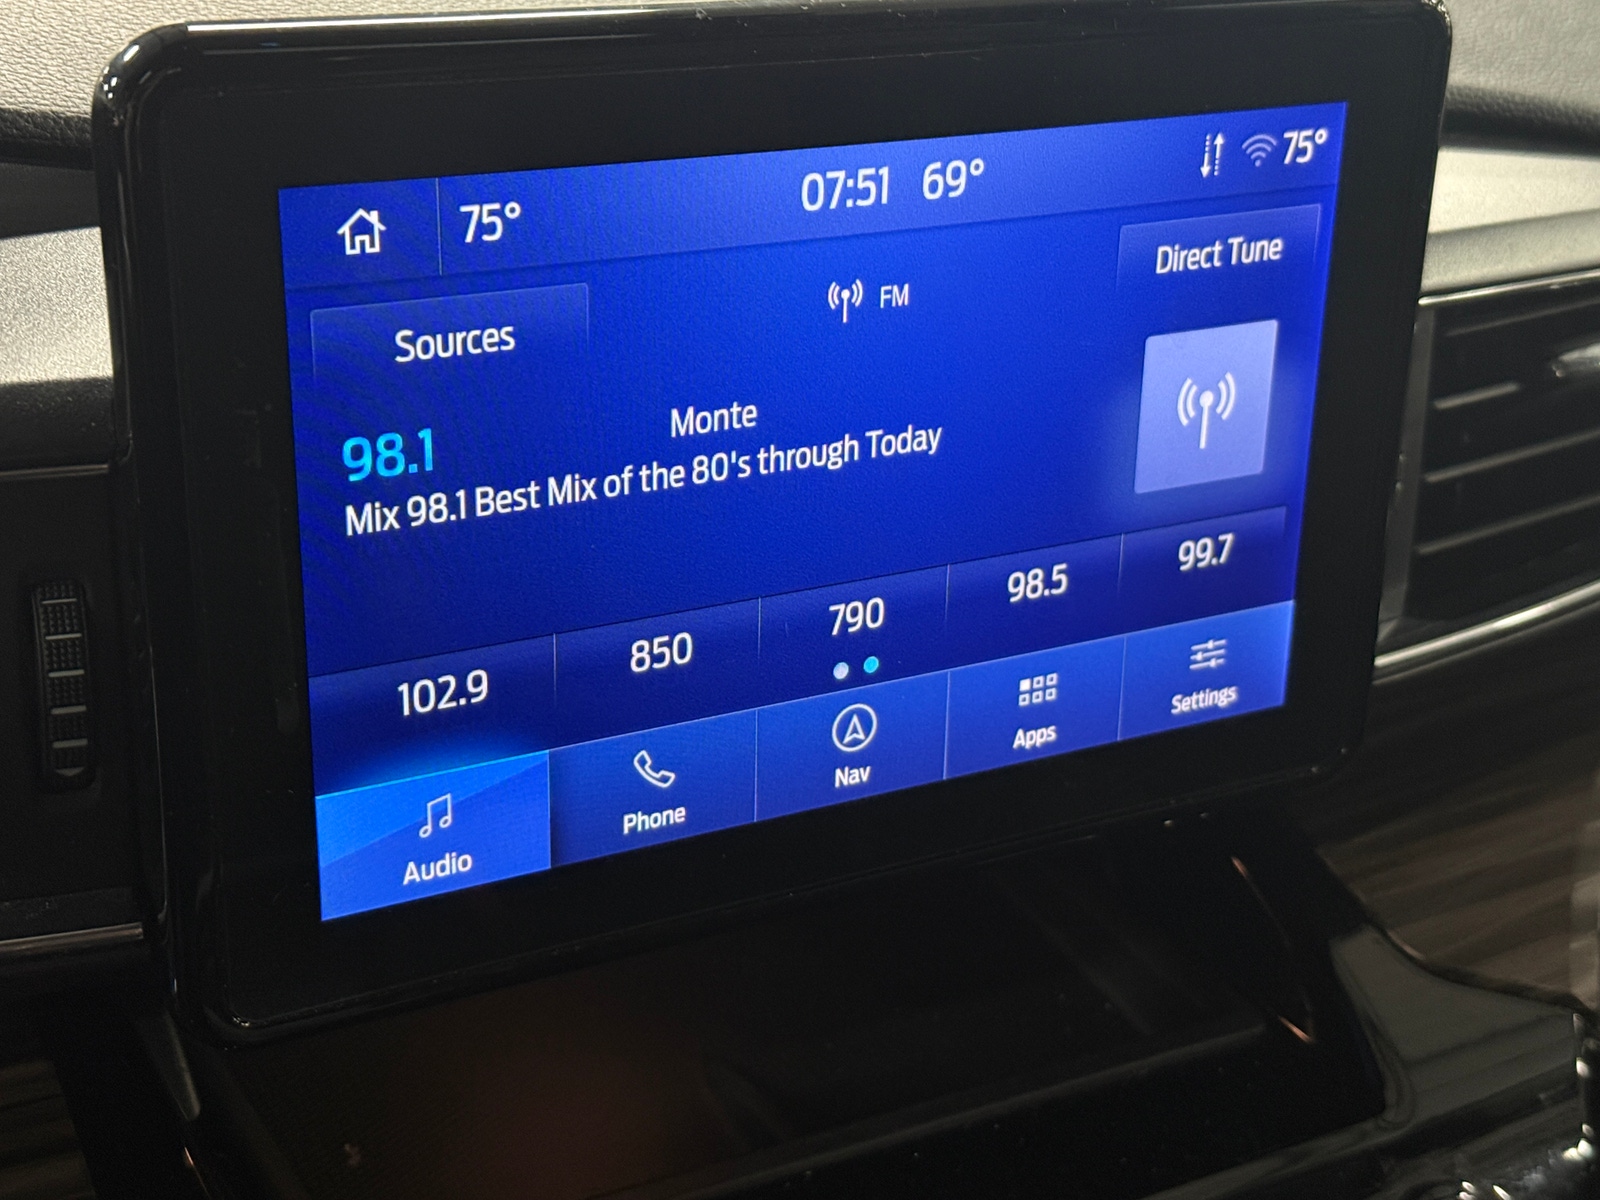 75°
07:51 69°
75°
Sources
FM
Direct Tune
98.1
Monte
Mix 98.1 Best Mix of the 80's through Today
102.9
850
790
98.5
99.7
Audio
Phone
Nav
Apps
Settings